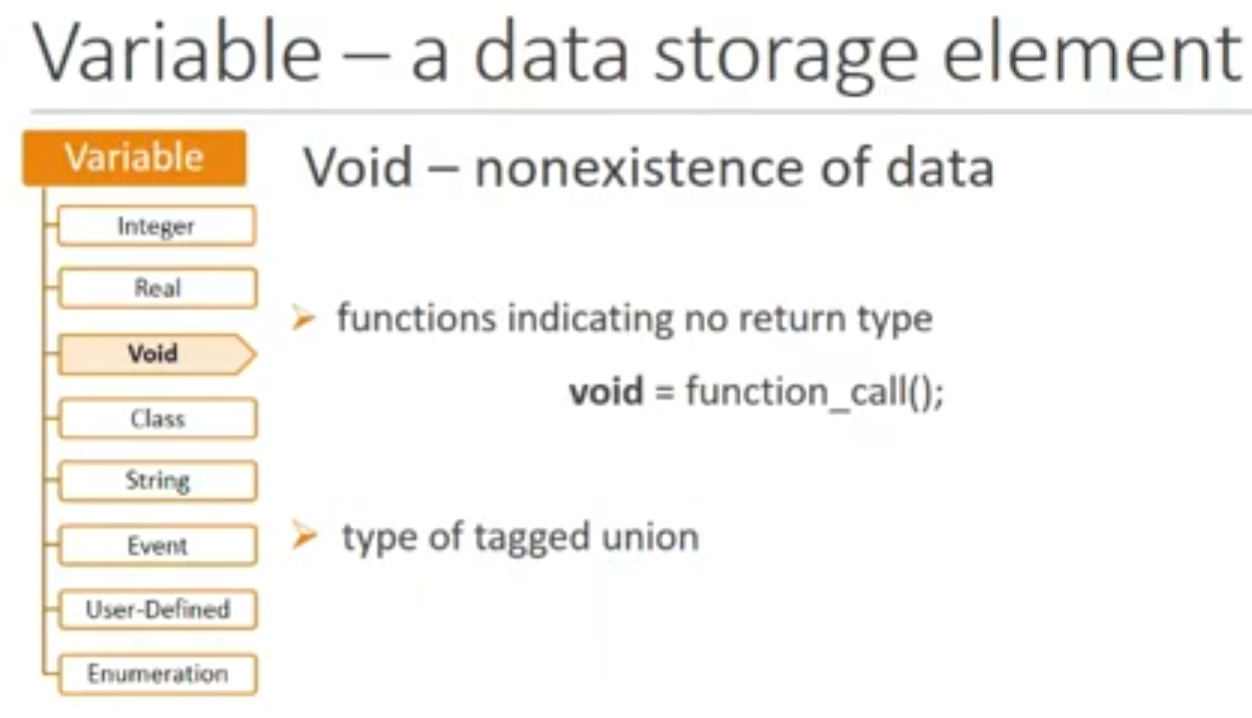 Variable – a data storage element
Variable
Integer
Real
Void
Class
String
Event
User-Defined
Enumeration
Void – nonexistence of data
functions indicating no return type
void = function_call();
type of tagged union